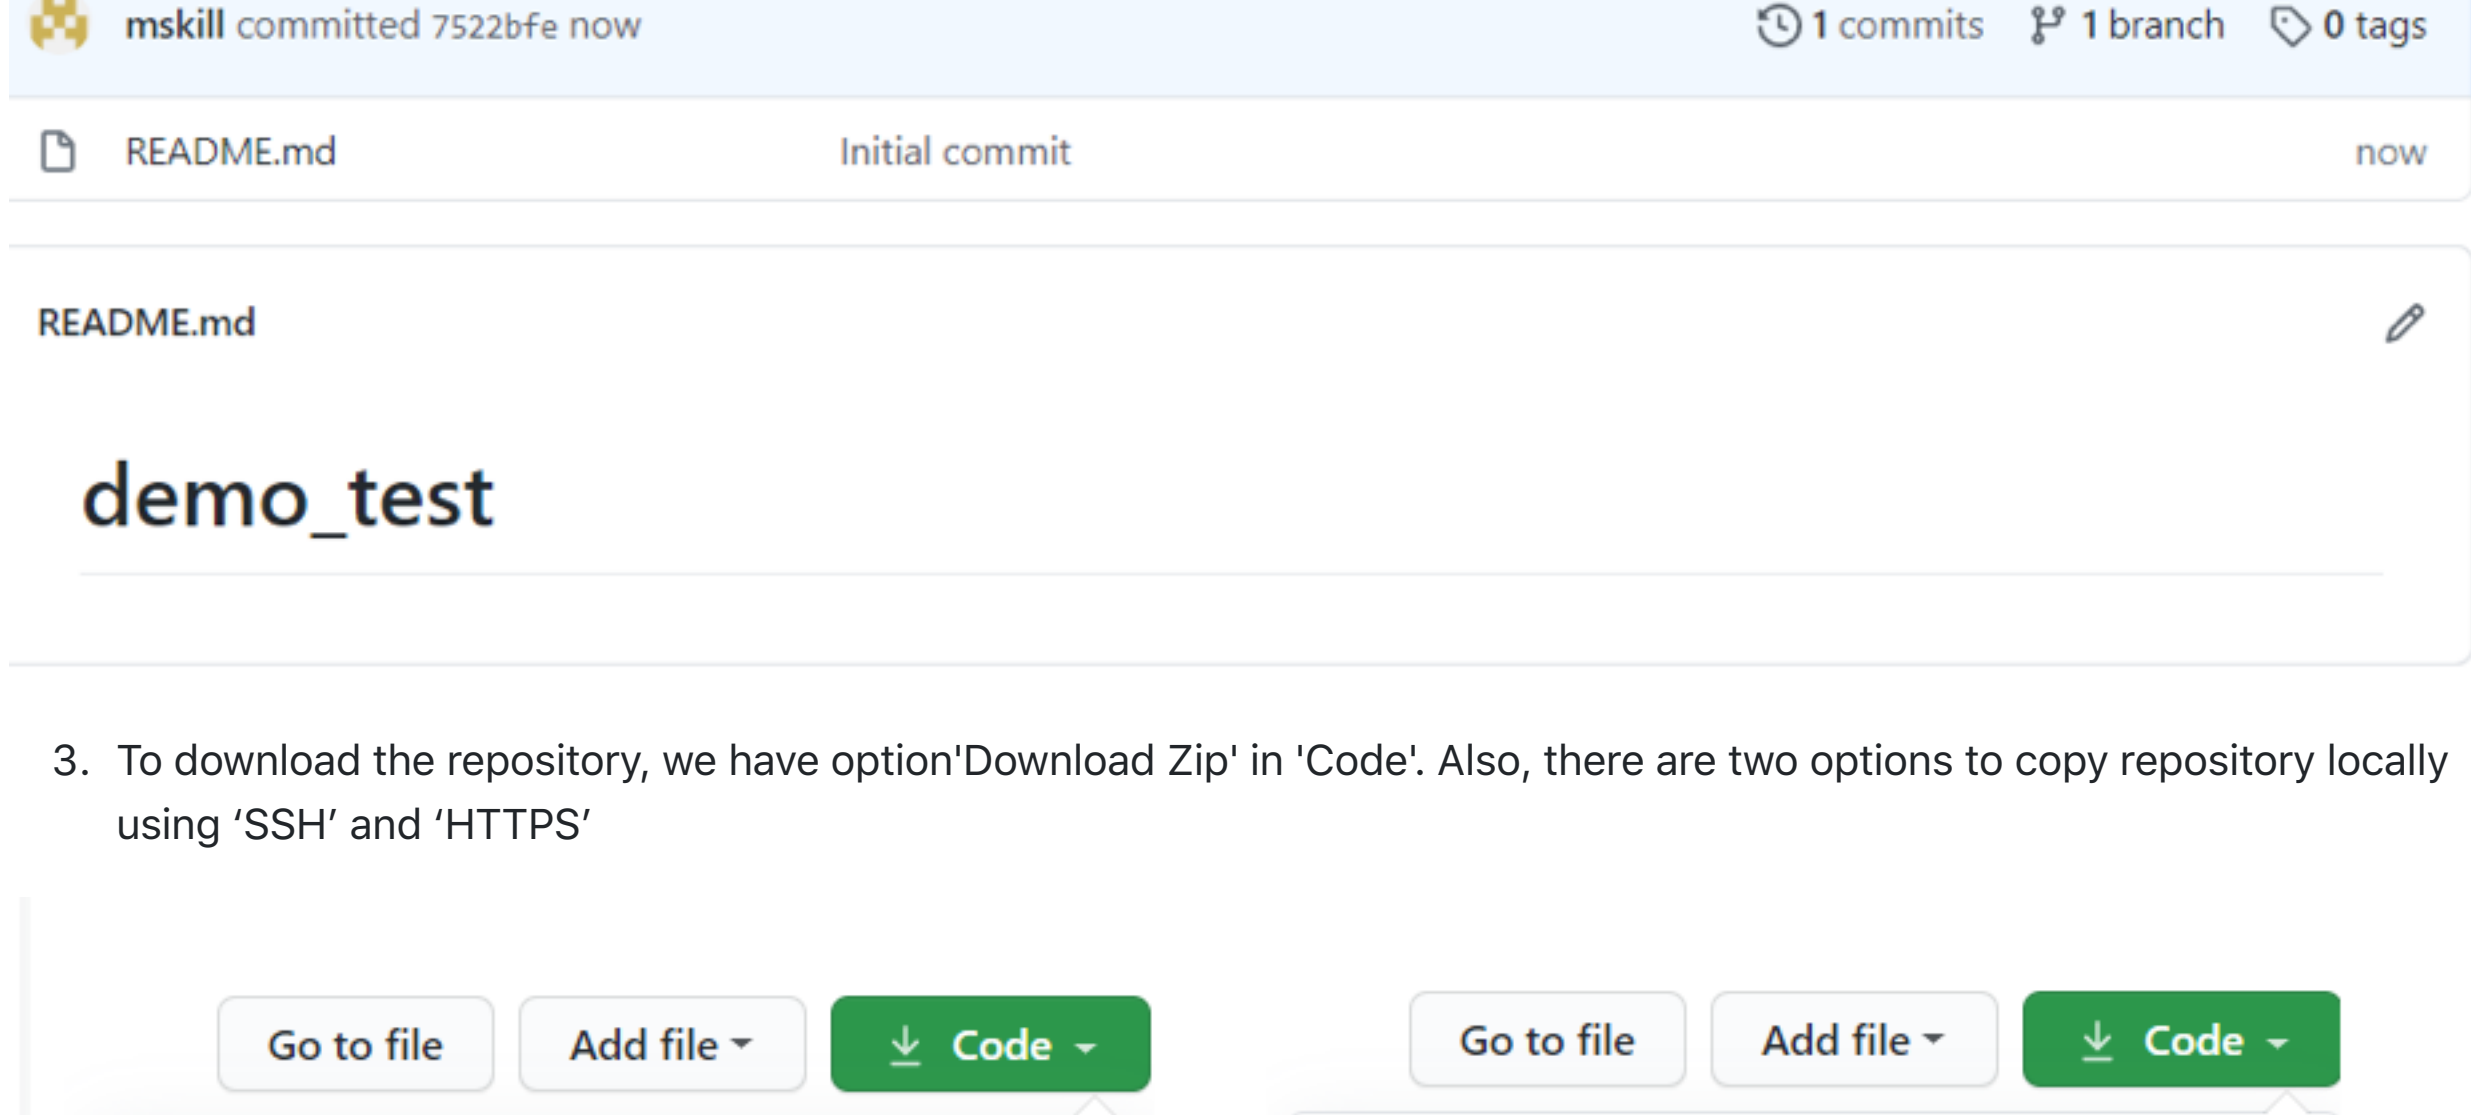 mskill committed 7522bfe now 1 commits 1 branch 0 tags
README.md Initial commit now
README.md
demo_test
3. To download the repository, we have option'Download Zip' in 'Code'. Also, there are two options to copy repository locally
using ‘SSH’ and ‘HTTPS’
Go to file Add file Code Go to file Add file Code